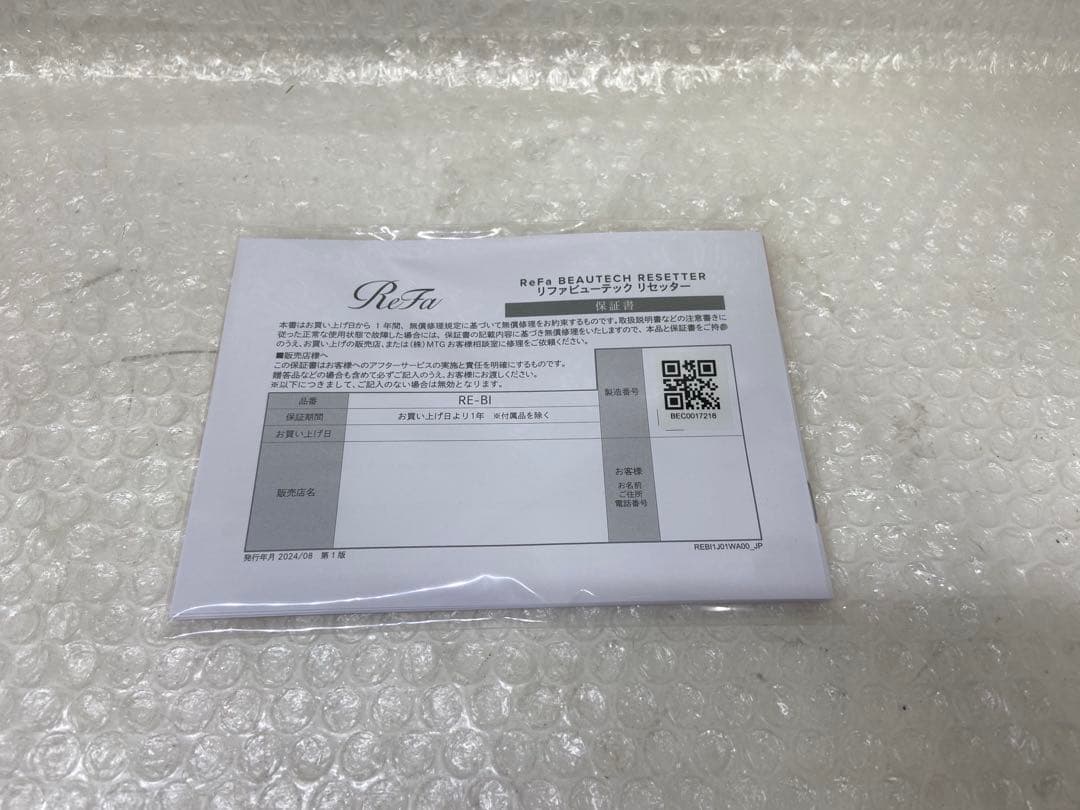 ReFa
ReFa BEAUTECH RESETTER
リファビューテック リセッター
保証書
本書はお買い上げ日から 1 年間、無償修理規定に基づいて無償修理をお約束するものです。取扱説明書などの注意書きに
従った正常な使用状態で故障した場合には、保証書の記載内容に基づき無償修理をいたしますので、本品と保証書をご持参
のうえ、お買い上げの販売店、または(株)MTG お客様相談室に修理をご依頼ください。
■販売店様へ
この保証書はお客様へのアフターサービスの実施と責任を明確にするものです。
贈答品などの場合も含めて必ずご記入のうえ、お客様にお渡しください。
※以下につきまして、ご記入のない場合は無効となります。
品番
RE-BI
保証期間
お買い上げ日より1年 ※付属品を除く
お買い上げ日
製造番号
BEC0017218
販売店名
お客様
お名前
ご住所
電話番号
発行年月 2024/08 第1版
REBI1J01WA00_JP